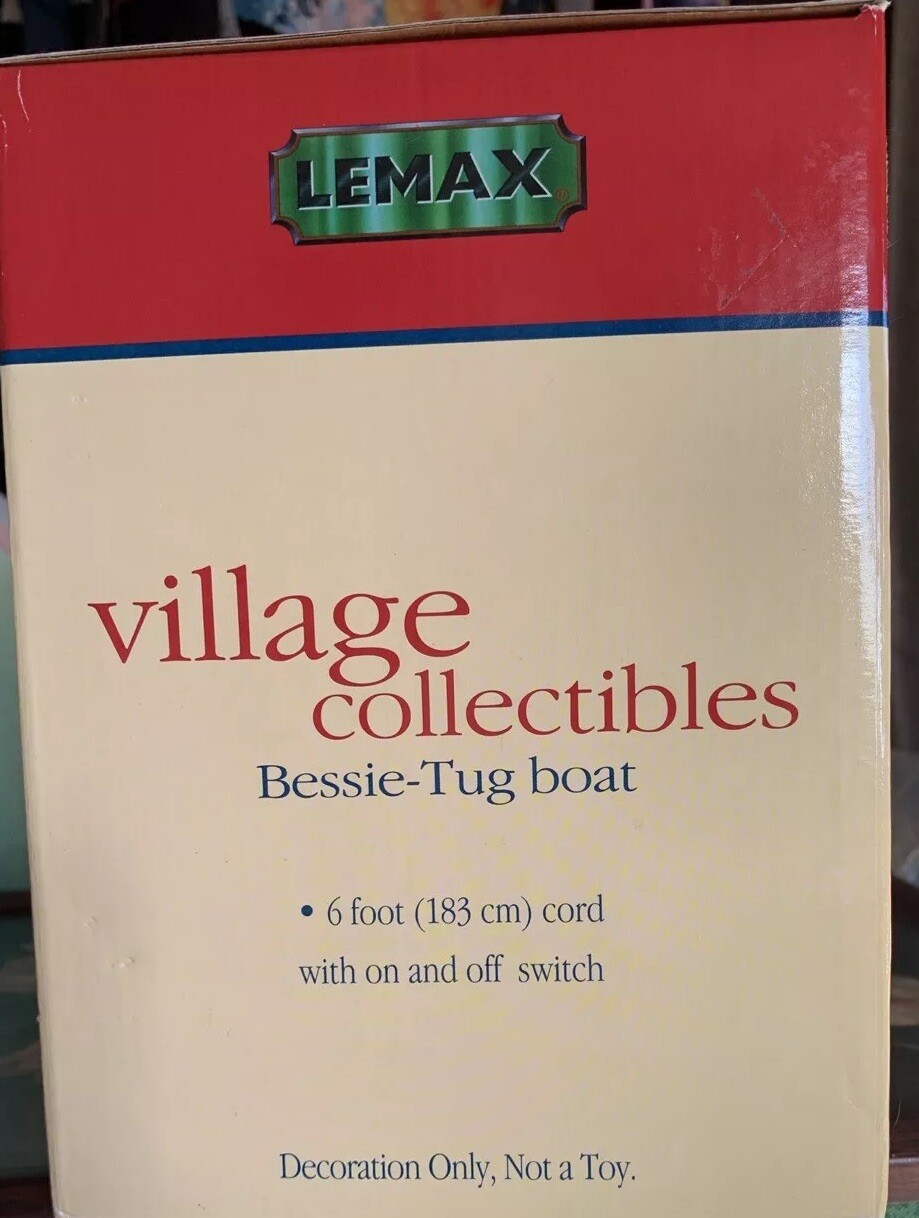 LEMAX®
village
collectibles
Bessie-Tug boat
• 6 foot (183 cm) cord
with on and off switch
Decoration Only, Not a Toy.